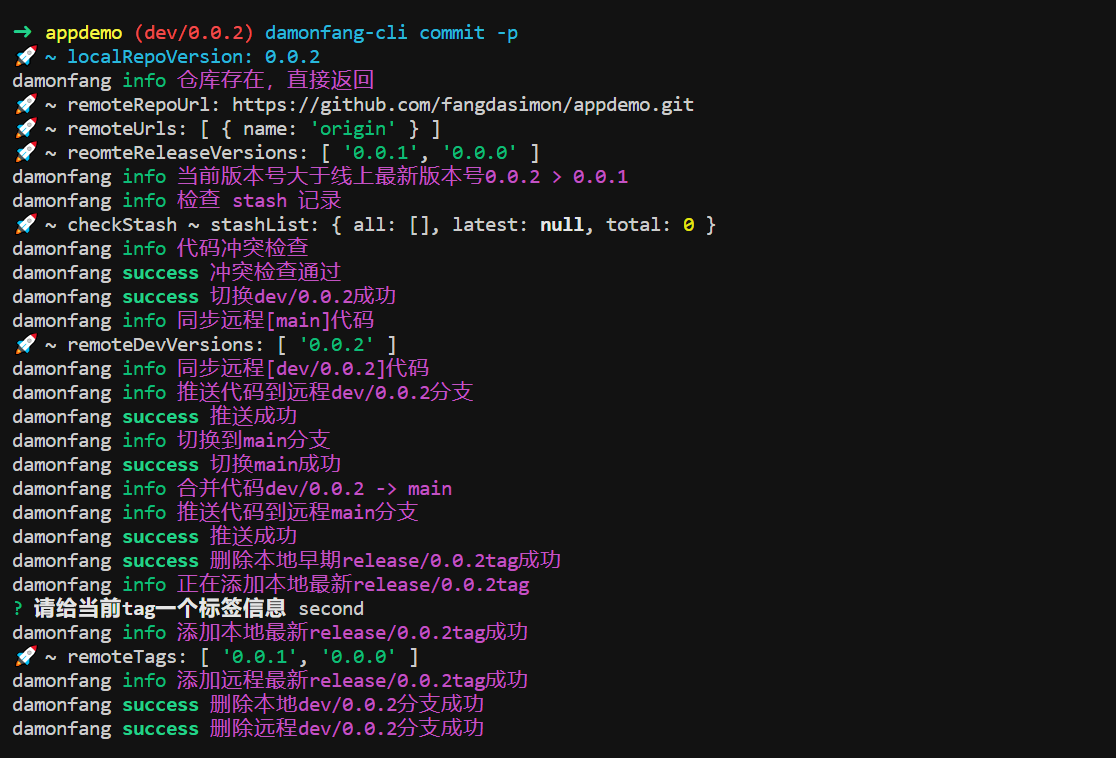 → appdemo (dev/0.0.2) damonfang-cli commit -p
🚀 ~ localRepoVersion: 0.0.2
damonfang info 仓库存在, 直接返回
🚀 ~ remoteRepoUrl: https://github.com/fangdasimon/appdemo.git
🚀 ~ remoteUrls: [ { name: 'origin' } ]
🚀 ~ reomteReleaseVersions: [ '0.0.1', '0.0.0' ]
damonfang info 当前版本号大于线上最新版本号0.0.2 > 0.0.1
damonfang info 检查 stash 记录
🚀 ~ checkStash ~ stashList: { all: [], latest: null, total: 0 }
damonfang info 代码冲突检查
damonfang success 冲突检查通过
damonfang success 切换dev/0.0.2成功
damonfang info 同步远程[main]代码
🚀 ~ remoteDevVersions: [ '0.0.2' ]
damonfang info 同步远程[dev/0.0.2]代码
damonfang info 推送代码到远程dev/0.0.2分支
damonfang success 推送成功
damonfang info 切换到main分支
damonfang success 切换main成功
damonfang info 合并代码dev/0.0.2 -> main
damonfang info 推送代码到远程main分支
damonfang success 推送成功
damonfang success 删除本地早期release/0.0.2tag成功
damonfang info 正在添加本地最新release/0.0.2tag
? 请给当前tag一个标签信息 second
damonfang info 添加本地最新release/0.0.2tag成功
🚀 ~ remoteTags: [ '0.0.1', '0.0.0' ]
damonfang info 添加远程最新release/0.0.2tag成功
damonfang success 删除本地dev/0.0.2分支成功
damonfang success 删除远程dev/0.0.2分支成功